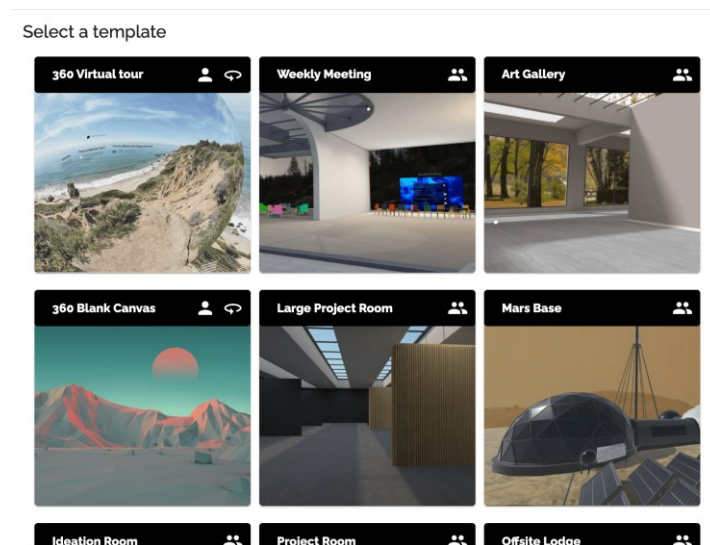 Select a template
360 Virtual tour
Weekly Meeting
Art Gallery
360 Blank Canvas
Large Project Room
Mars Base
Ideation Room
Project Room
Offsite Lodge